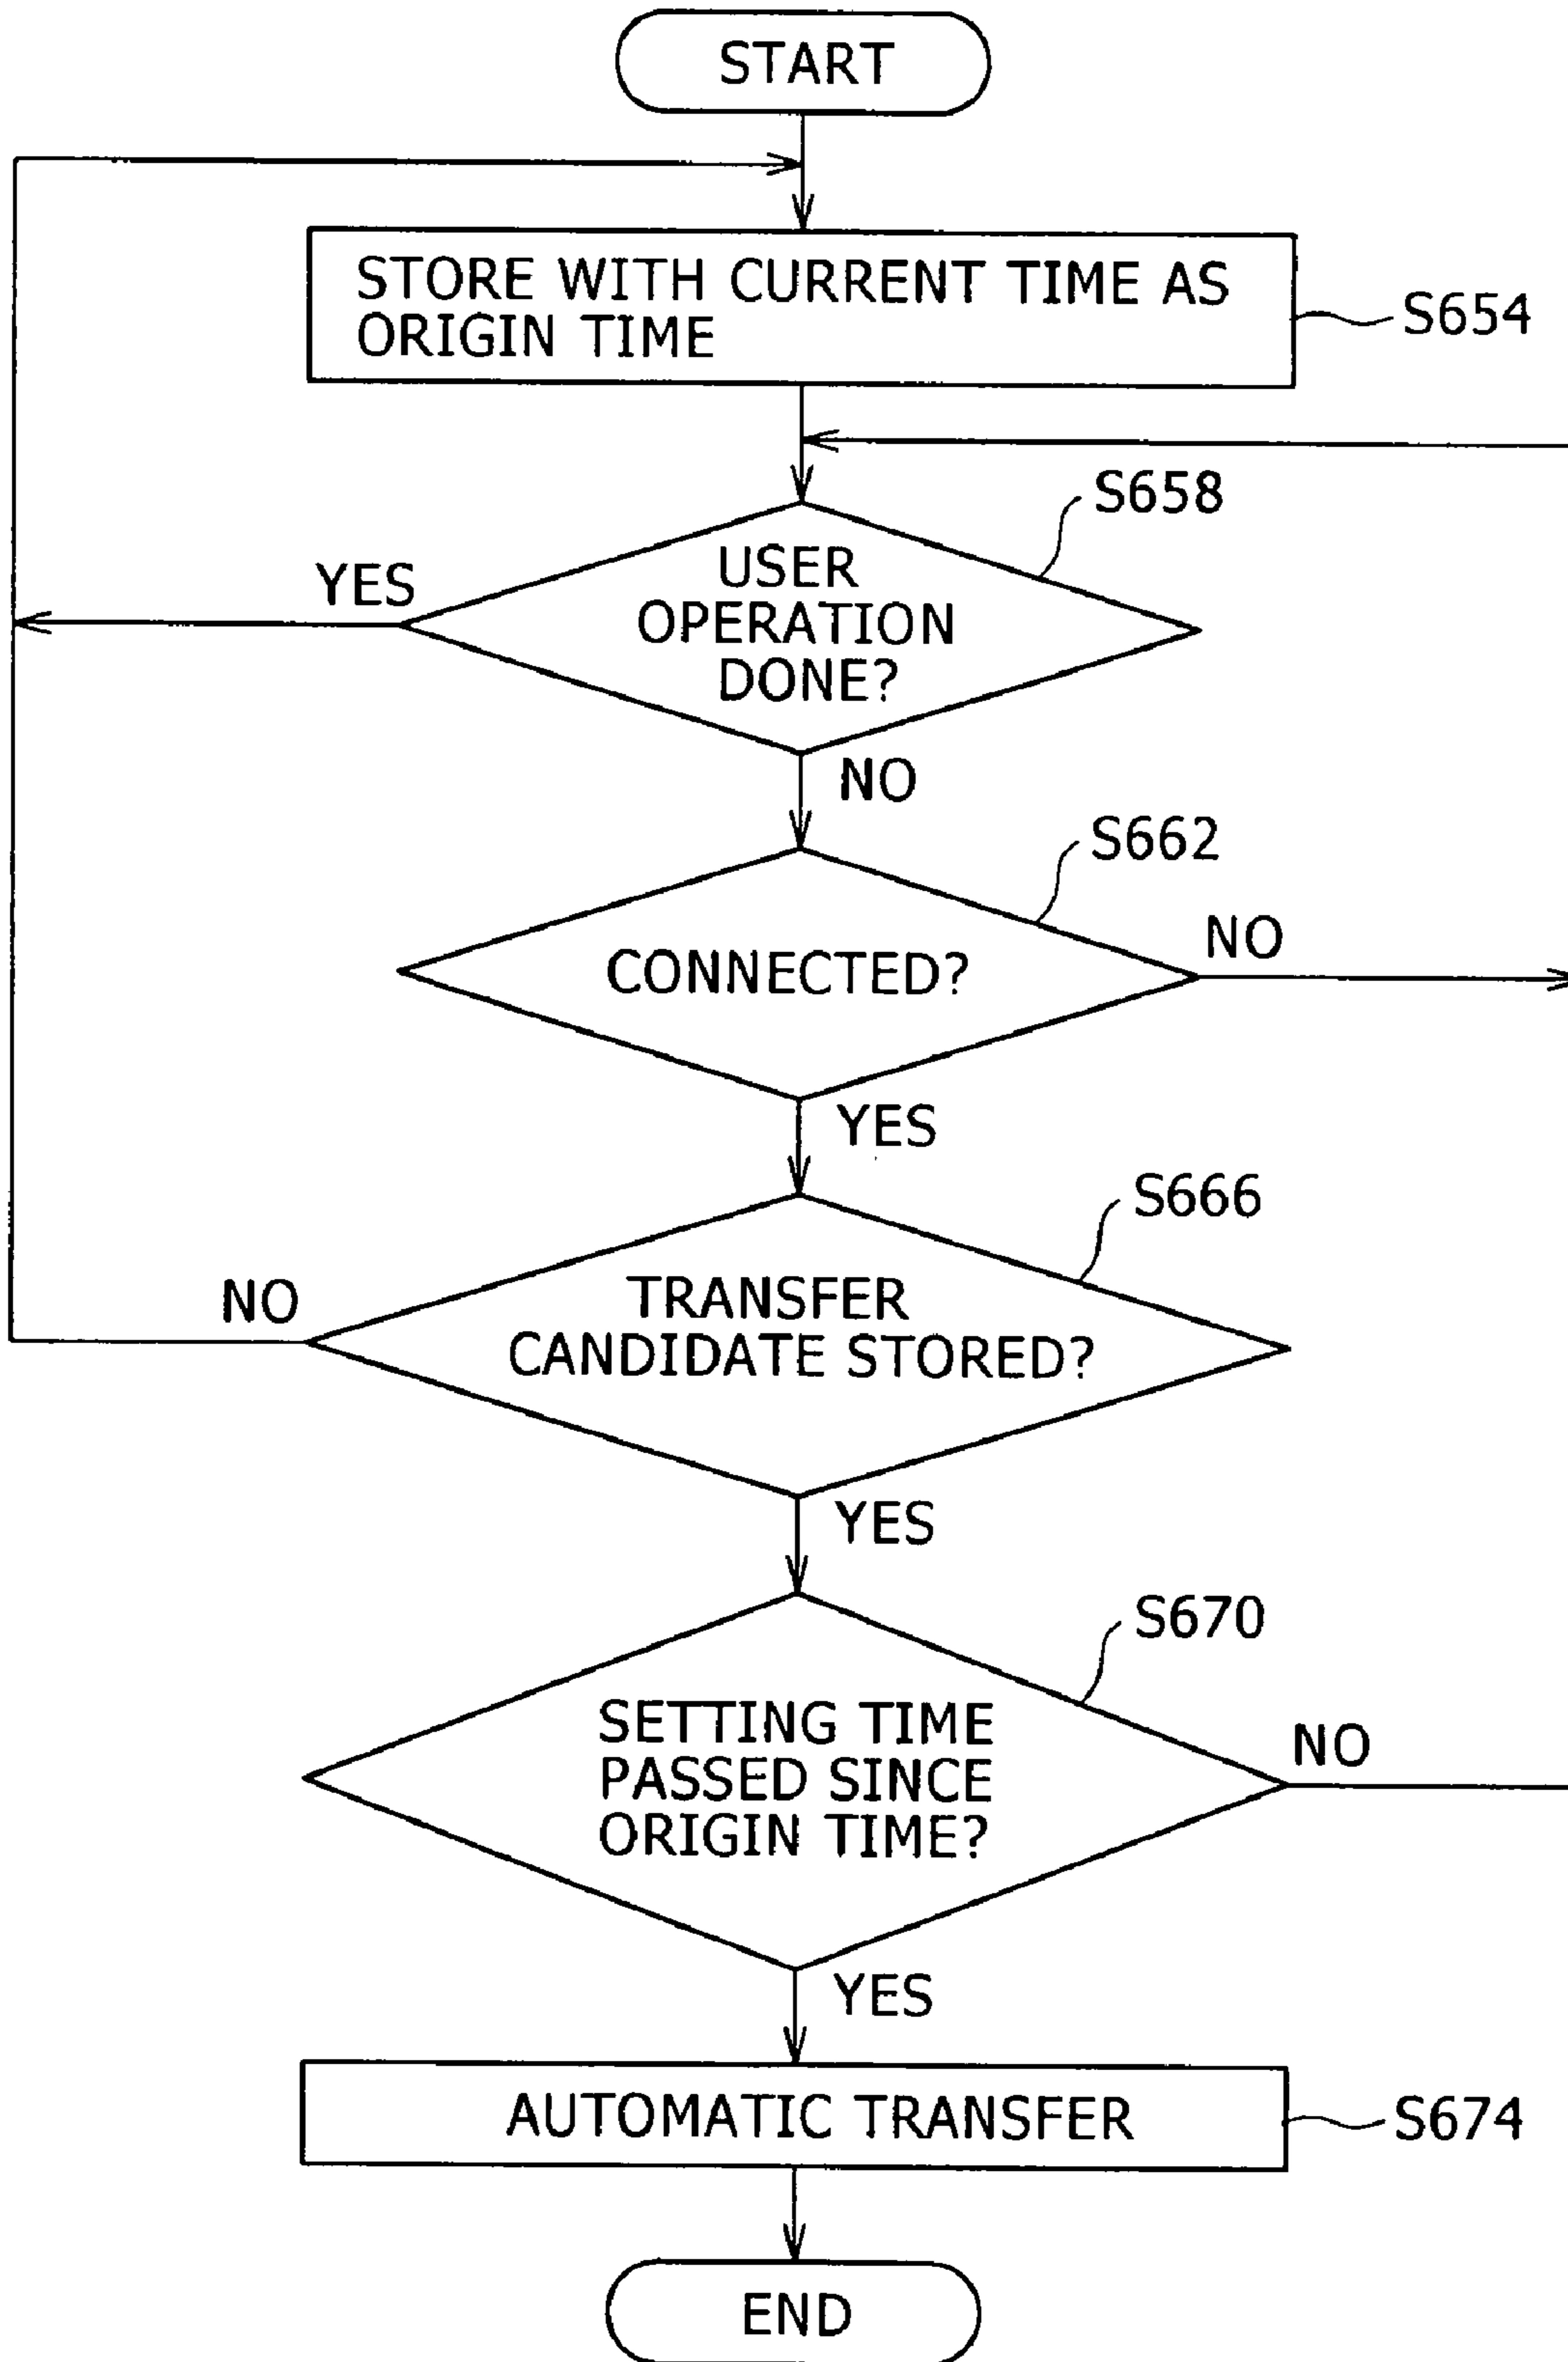 START
STORE WITH CURRENT TIME AS
ORIGIN TIME
S654
S658
YES
USER
OPERATION
DONE?
NO
S662
CONNECTED?
NO
YES
S666
NO
TRANSFER
CANDIDATE STORED?
YES
S670
SETTING TIME
PASSED SINCE
ORIGIN TIME?
NO
YES
AUTOMATIC TRANSFER
S674
END